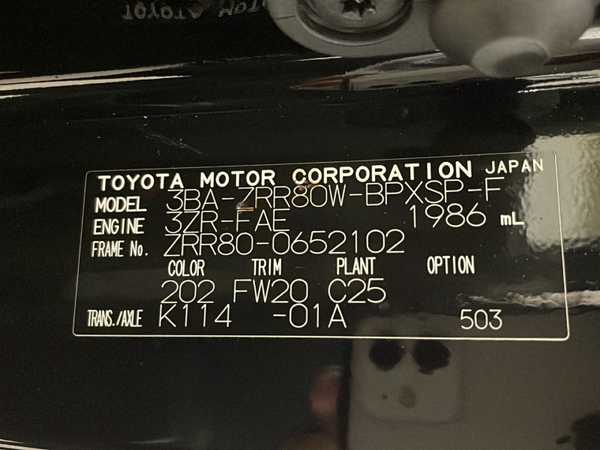 TOYOTA MOTOR CORPORATION JAPAN
MODEL 3BA-ZRR80W-BPXSP-F
ENGINE 3ZR-FAE 1986 mL
FRAME No. ZRR80-0652102
COLOR TRIM PLANT OPTION
202 FW20 C25
TRANS./AXLE K114 -01A 503